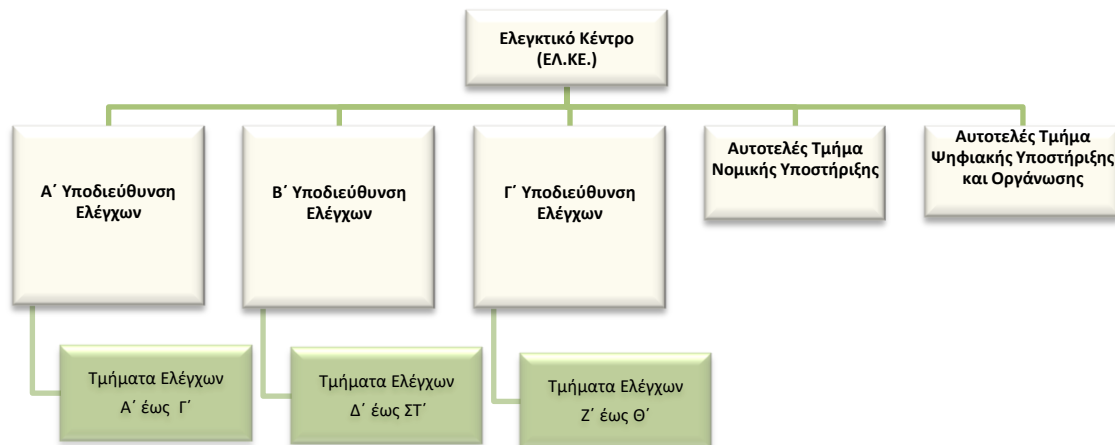 Ελεγκτικό Κέντρο
(ΕΛ.ΚΕ.)
Α΄ Υποδιεύθυνση
Ελέγχων
Β΄ Υποδιεύθυνση
Ελέγχων
Γ΄ Υποδιεύθυνση
Ελέγχων
Αυτοτελές Τμήμα
Νομικής Υποστήριξης
Αυτοτελές Τμήμα
Ψηφιακής Υποστήριξης
και Οργάνωσης
Τμήματα Ελέγχων
Α΄ έως Γ΄
Τμήματα Ελέγχων
Δ΄ έως ΣΤ΄
Τμήματα Ελέγχων
Ζ΄ έως Θ΄